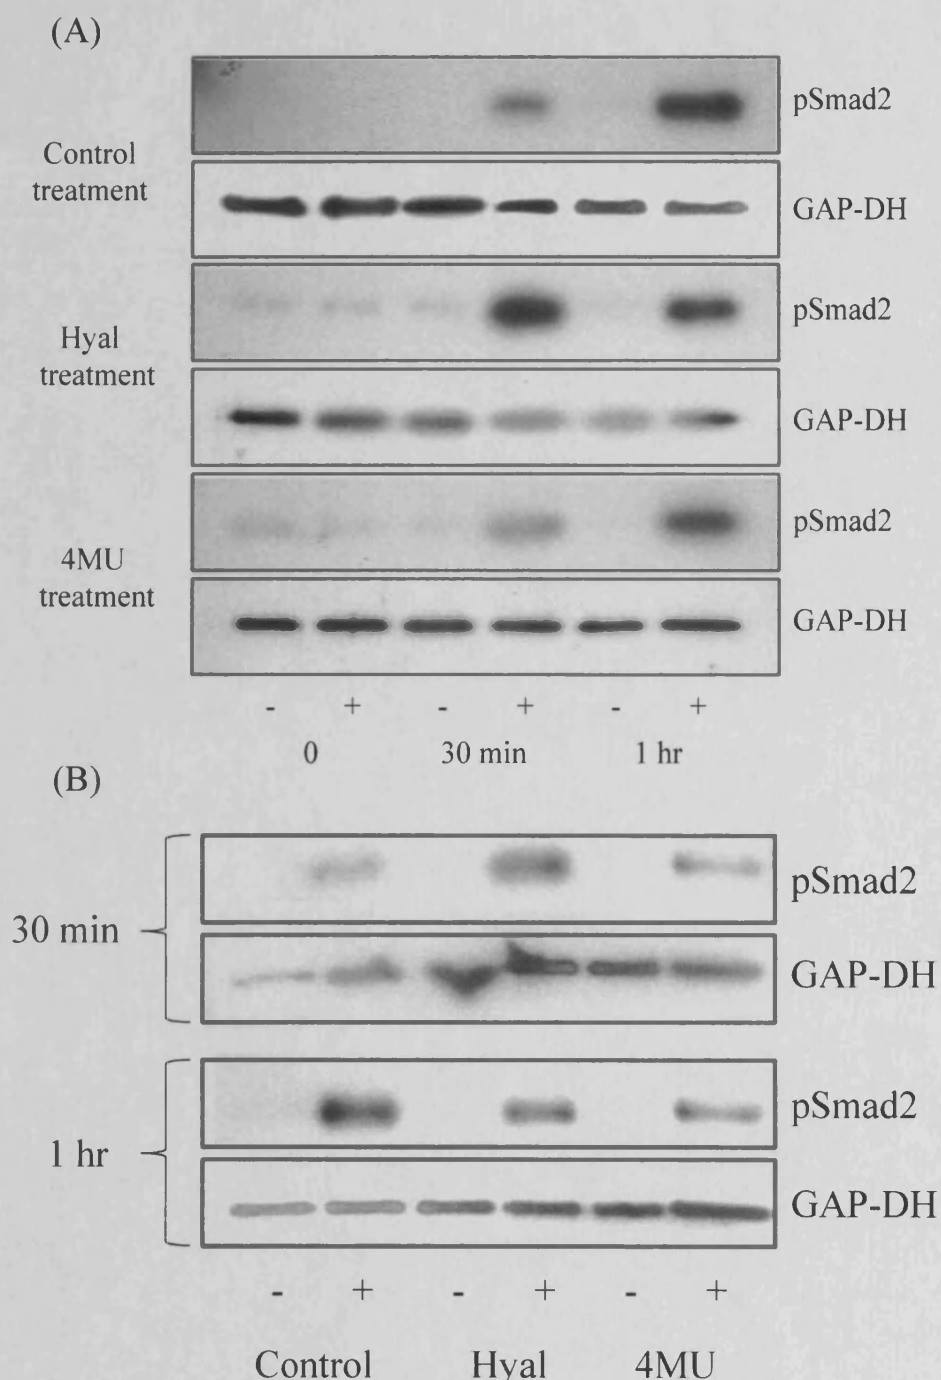 (A)
pSmad2
Control
treatment
GAP-DH
pSmad2
Hyal
treatment
GAP-DH
pSmad2
4MU
treatment
GAP-DH
- + - + - +
0 30 min 1 hr
(B)
pSmad2
30 min
GAP-DH
pSmad2
1 hr
GAP-DH
- + - + - +
Control Hyal 4MU